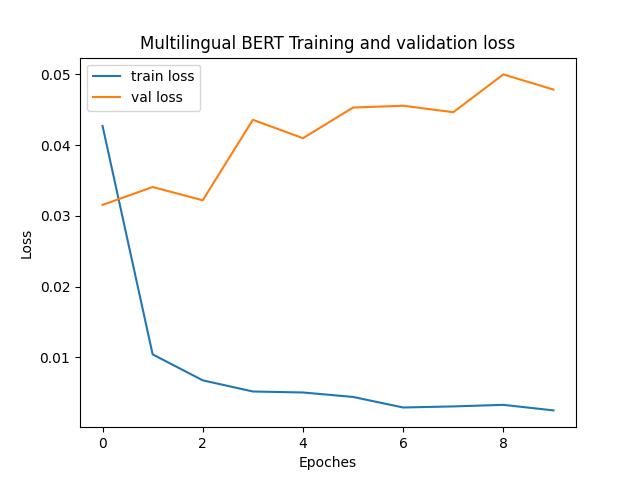 Multilingual BERT Training and validation loss
train loss
val loss
0.05
0.04
0.03
0.02
0.01
Loss
0 2 4 6 8
Epoches